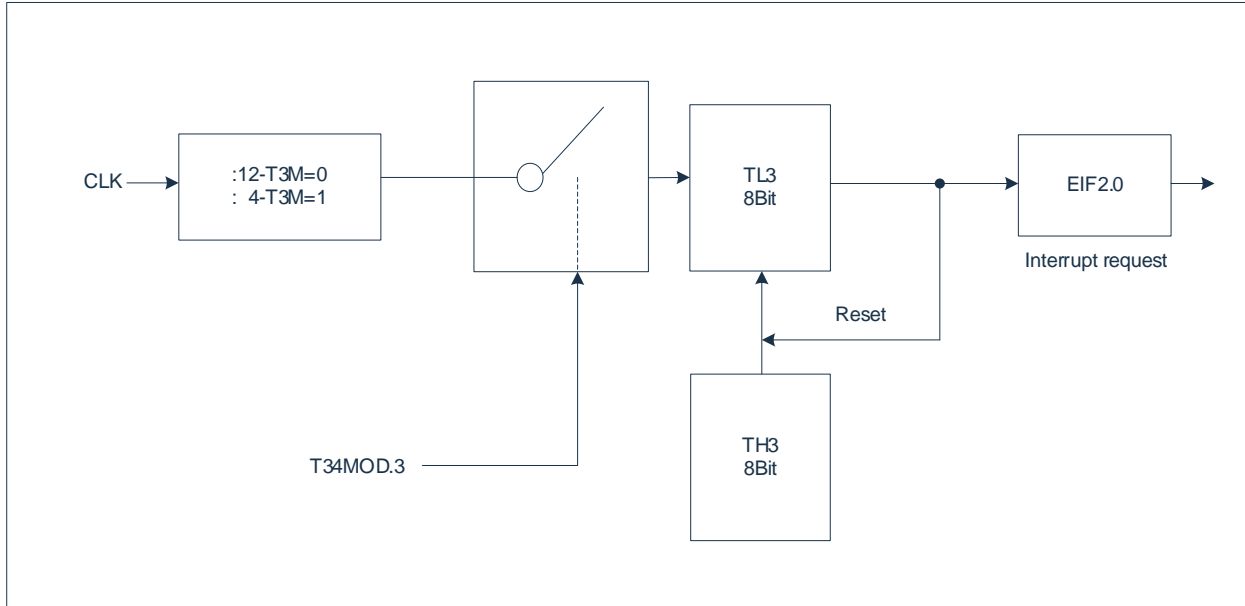 CLK
:12-T3M=0
: 4-T3M=1
TL3
8Bit
EIF2.0
Interrupt request
Reset
TH3
8Bit
T34MOD.3